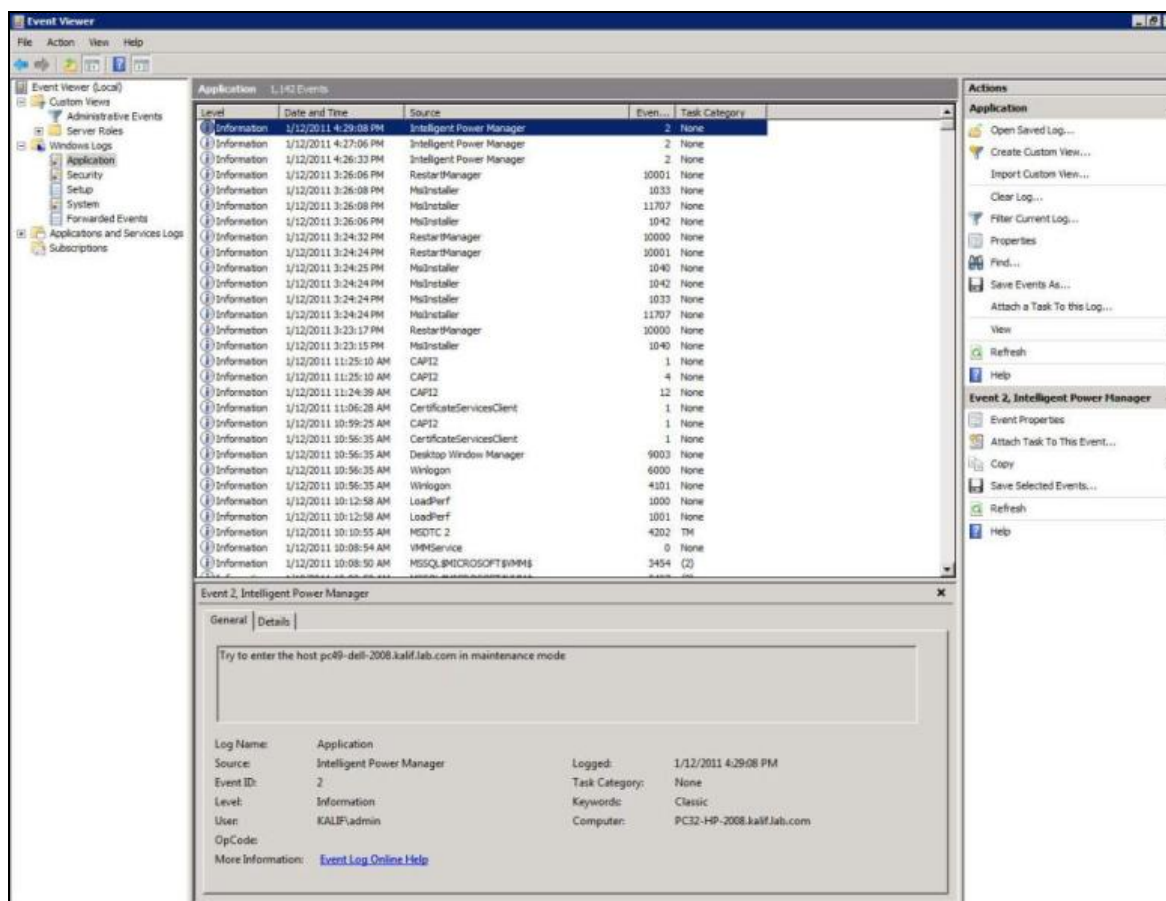 Event Viewer
File Action View Help
Event Viewer (Local)
Custom Views
Administrative Events
Server Roles
Windows Logs
Application
Security
Setup
System
Forwarded Events
Applications and Services Logs
Subscriptions
Application 1,142 Events
Level Date and Time Source Even... Task Category
Information 1/12/2011 4:29:08 PM Intelligent Power Manager 2 None
Information 1/12/2011 4:27:06 PM Intelligent Power Manager 2 None
Information 1/12/2011 4:26:33 PM Intelligent Power Manager 2 None
Information 1/12/2011 3:26:06 PM RestartManager 10001 None
Information 1/12/2011 3:26:08 PM MsiInstaller 1033 None
Information 1/12/2011 3:26:08 PM MsiInstaller 11707 None
Information 1/12/2011 3:26:06 PM MsiInstaller 1042 None
Information 1/12/2011 3:24:32 PM RestartManager 10000 None
Information 1/12/2011 3:24:24 PM RestartManager 10001 None
Information 1/12/2011 3:24:25 PM MsiInstaller 1040 None
Information 1/12/2011 3:24:24 PM MsiInstaller 1042 None
Information 1/12/2011 3:24:24 PM MsiInstaller 1033 None
Information 1/12/2011 3:24:24 PM MsiInstaller 11707 None
Information 1/12/2011 3:23:17 PM RestartManager 10000 None
Information 1/12/2011 3:23:15 PM MsiInstaller 1040 None
Information 1/12/2011 11:25:10 AM CAPI2 1 None
Information 1/12/2011 11:25:10 AM CAPI2 4 None
Information 1/12/2011 11:24:39 AM CAPI2 12 None
Information 1/12/2011 11:06:28 AM CertificateServicesClient 1 None
Information 1/12/2011 10:59:25 AM CAPI2 1 None
Information 1/12/2011 10:56:35 AM CertificateServicesClient 1 None
Information 1/12/2011 10:56:35 AM Desktop Window Manager 9003 None
Information 1/12/2011 10:56:35 AM Winlogon 6000 None
Information 1/12/2011 10:56:35 AM Winlogon 4101 None
Information 1/12/2011 10:12:58 AM LoadPerf 1000 None
Information 1/12/2011 10:12:58 AM LoadPerf 1001 None
Information 1/12/2011 10:10:55 AM MSDTC 2 4202 TM
Information 1/12/2011 10:08:54 AM VMMService 0 None
Information 1/12/2011 10:08:50 AM MSSQL$MICROSOFT$VMM$ 3454 (2)
Event 2, Intelligent Power Manager
General Details
Try to enter the host pc49-dell-2008.kalif.lab.com in maintenance mode
Log Name: Application
Source: Intelligent Power Manager Logged: 1/12/2011 4:29:08 PM
Event ID: 2 Task Category: None
Level: Information Keywords: Classic
User: KALIF\admin Computer: PC32-HP-2008.kalif.lab.com
OpCode:
More Information: Event Log Online Help
Actions
Application
Open Saved Log...
Create Custom View...
Import Custom View...
Clear Log...
Filter Current Log...
Properties
Find...
Save Events As...
Attach a Task To this Log...
View
Refresh
Help
Event 2, Intelligent Power Manager
Event Properties
Attach Task To This Event...
Copy
Save Selected Events...
Refresh
Help